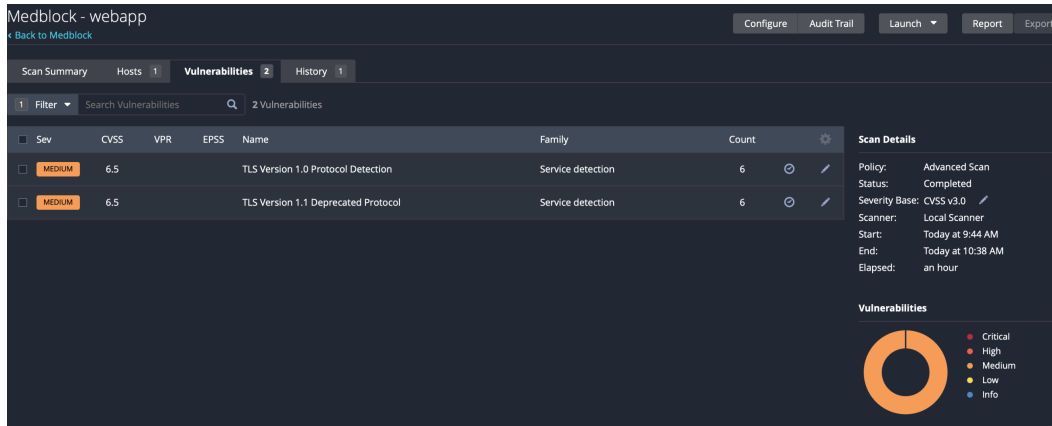 Medblock - webapp
Back to Medblock
Configure Audit Trail Launch Report Export
Scan Summary Hosts 1 Vulnerabilities 2 History 1
1 Filter Search Vulnerabilities 2 Vulnerabilities
Sev CVSS VPR EPSS Name Family Count
MEDIUM 6.5 TLS Version 1.0 Protocol Detection Service detection 6
MEDIUM 6.5 TLS Version 1.1 Deprecated Protocol Service detection 6
Scan Details
Policy: Advanced Scan
Status: Completed
Severity Base: CVSS v3.0
Scanner: Local Scanner
Start: Today at 9:44 AM
End: Today at 10:38 AM
Elapsed: an hour
Vulnerabilities
Critical
High
Medium
Low
Info